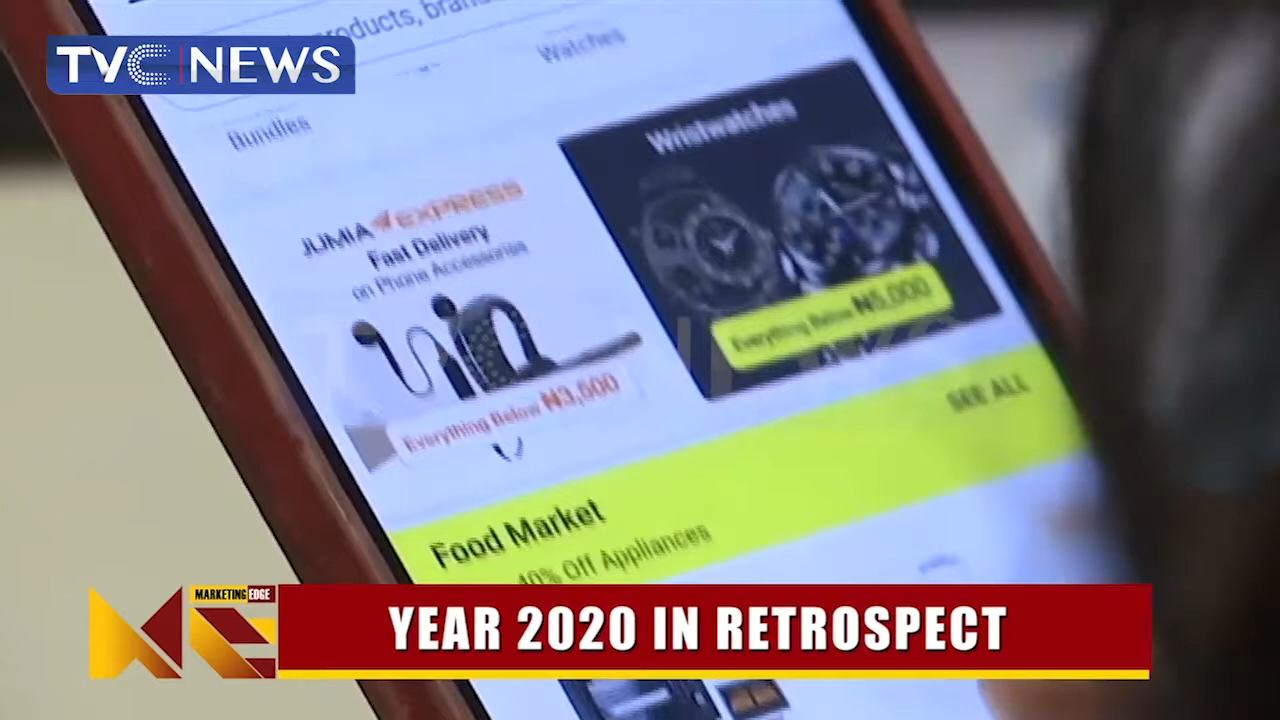 TVC NEWS
products, brand
Watches
Bundles
Wristwatches
Everything Below ₦5,000
JUMIA EXPRESS
Fast Delivery
on Phone Accessories
Everything Below ₦3,500
SEE ALL
Food Market
40% Off Appliances
MARKETING EDGE
YEAR 2020 IN RETROSPECT